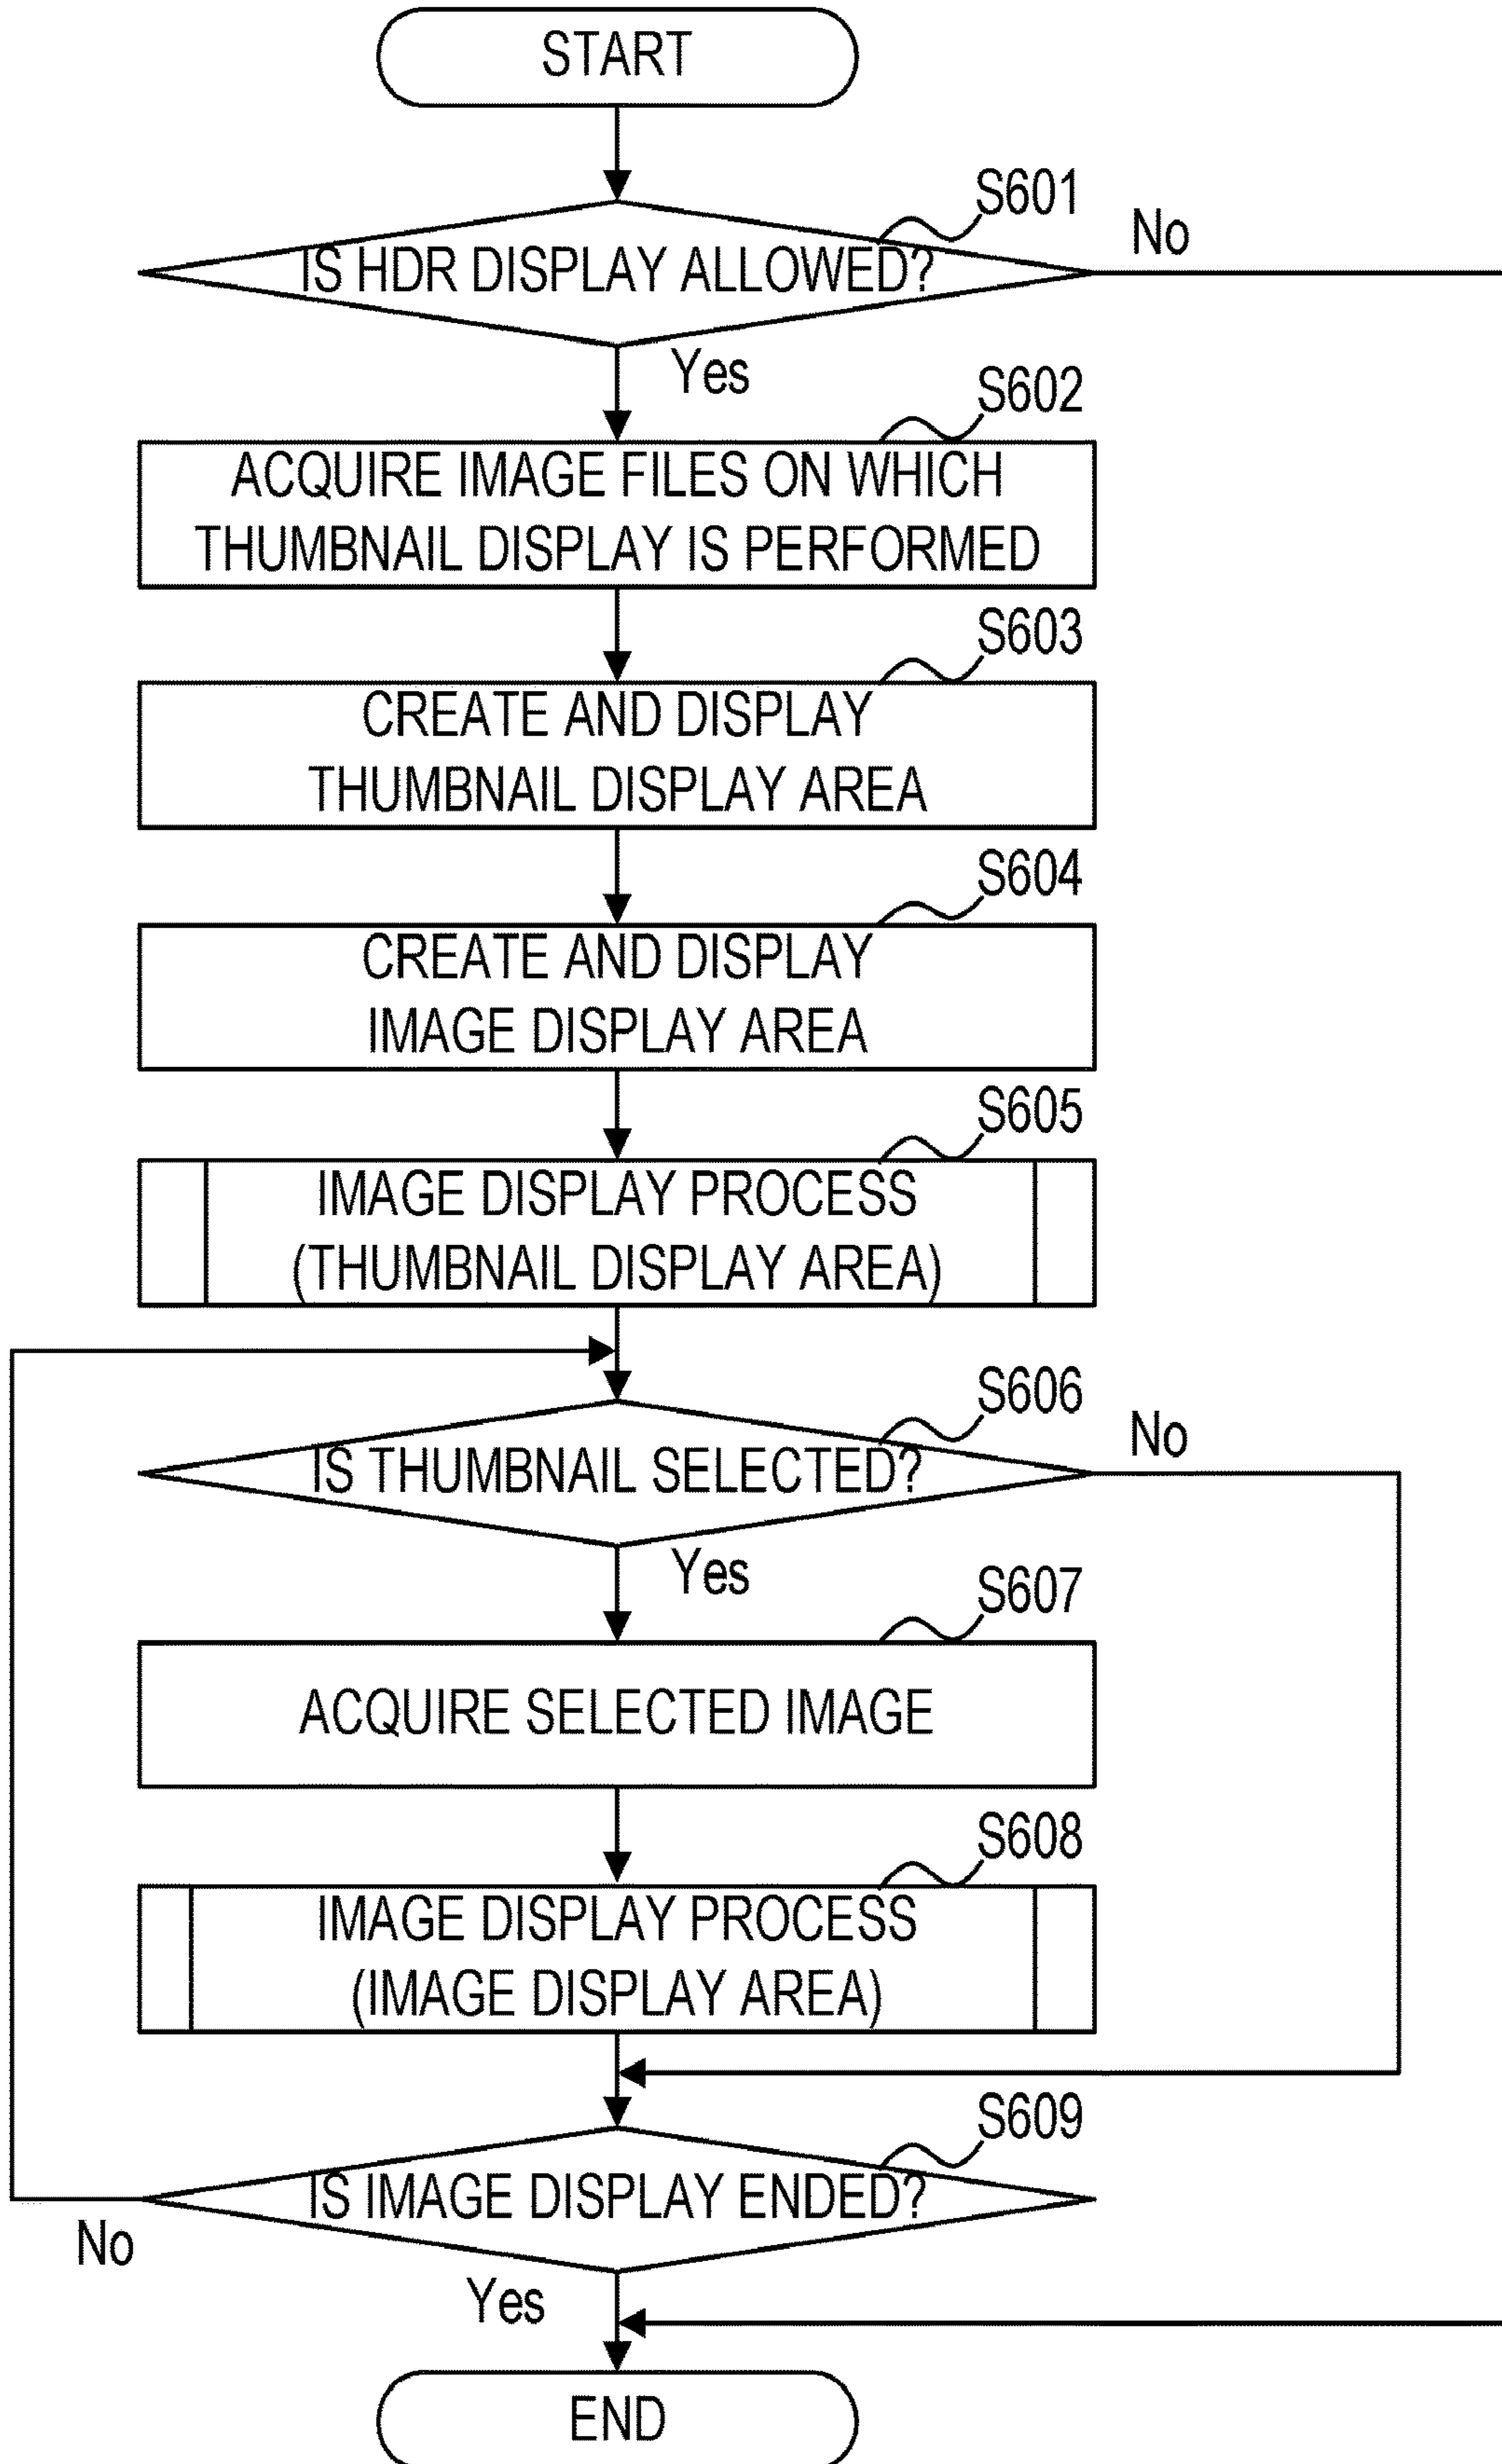 START
S601
IS HDR DISPLAY ALLOWED?
No
Yes
S602
ACQUIRE IMAGE FILES ON WHICH
THUMBNAIL DISPLAY IS PERFORMED
S603
CREATE AND DISPLAY
THUMBNAIL DISPLAY AREA
S604
CREATE AND DISPLAY
IMAGE DISPLAY AREA
S605
IMAGE DISPLAY PROCESS
(THUMBNAIL DISPLAY AREA)
S606
IS THUMBNAIL SELECTED?
No
Yes
S607
ACQUIRE SELECTED IMAGE
S608
IMAGE DISPLAY PROCESS
(IMAGE DISPLAY AREA)
S609
IS IMAGE DISPLAY ENDED?
No
Yes
END